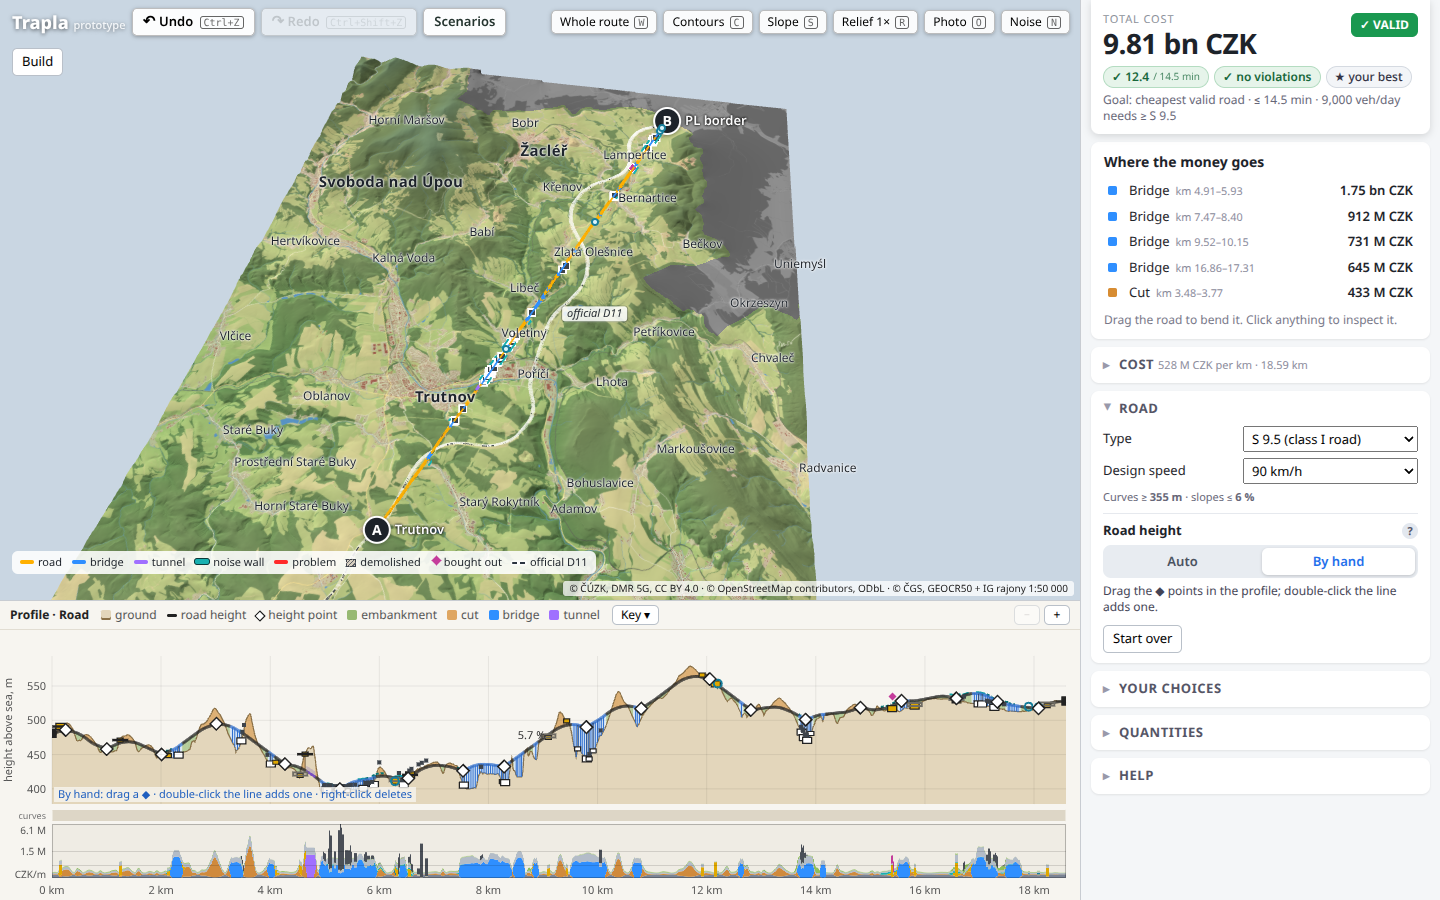 Trapla prototype
↶ Undo Ctrl+Z
↷ Redo Ctrl+Shift+Z
Scenarios
Whole route W
Contours C
Slope S
Relief 1× R
Photo O
Noise N
Build
Horní Maršov
Bobr
B PL border
Žacléř
Lampertice
Svoboda nad Úpou
Křenov
Bernartice
Babí
Hertvíkovice
Zlatá Olešnice
Bečkov
Kalná Voda
Uniemyśl
Libeč
Okrzeszyn
official D11
Vlčice
Voletiny
Petříkovice
Chvaleč
Poříčí
Lhota
Oblanov
Trutnov
Staré Buky
Markoušovice
Prostřední Staré Buky
Radvanice
Bohuslavice
Horní Staré Buky
Starý Rokytník
Adamov
A Trutnov
road
bridge
tunnel
noise wall
problem
demolished
bought out
official D11
© ČÚZK, DMR 5G, CC BY 4.0 · © OpenStreetMap contributors, ODbL · © ČGS, GEOCR50 + IG rajony 1:50 000
Profile · Road
ground
road height
height point
embankment
cut
bridge
tunnel
Key ▾
−
+
height above sea, m
550
500
450
400
5.7 %
By hand: drag a ◆ · double-click the line adds one · right-click deletes
curves
6.1 M
1.5 M
CZK/m
0 km
2 km
4 km
6 km
8 km
10 km
12 km
14 km
16 km
18 km
TOTAL COST
✓ VALID
9.81 bn CZK
✓ 12.4 / 14.5 min
✓ no violations
★ your best
Goal: cheapest valid road · ≤ 14.5 min · 9,000 veh/day
needs ≥ S 9.5
Where the money goes
Bridge km 4.91–5.93 1.75 bn CZK
Bridge km 7.47–8.40 912 M CZK
Bridge km 9.52–10.15 731 M CZK
Bridge km 16.86–17.31 645 M CZK
Cut km 3.48–3.77 433 M CZK
Drag the road to bend it. Click anything to inspect it.
▶ COST 528 M CZK per km · 18.59 km
▼ ROAD
Type S 9.5 (class I road)
Design speed 90 km/h
Curves ≥ 355 m · slopes ≤ 6 %
Road height ?
Auto
By hand
Drag the ◆ points in the profile; double-click the line
adds one.
Start over
▶ YOUR CHOICES
▶ QUANTITIES
▶ HELP